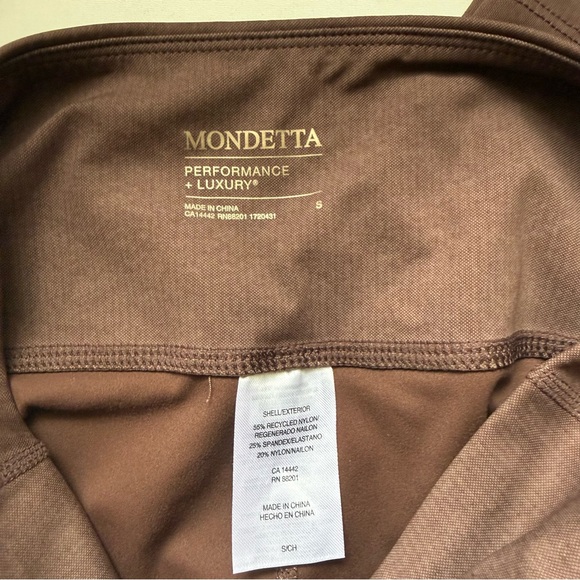 MONDETTA
PERFORMANCE
+ LUXURY®
MADE IN CHINA
CA14442 RN88201 1720431
S
SHELL/EXTERIOR
55% RECYCLED NYLON/
REGENERADO NAILON
25% SPANDEX/ELASTANO
20% NYLON/NAILON
CA 14442
RN 88201
MADE IN CHINA
HECHO EN CHINA
S/CH